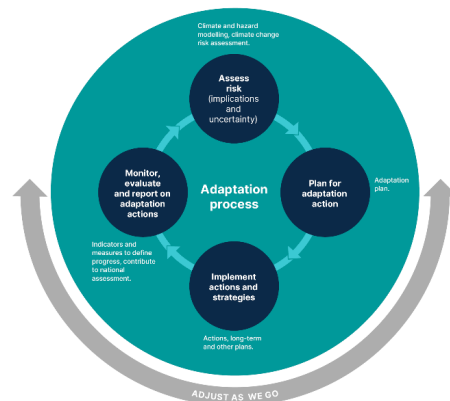 Climate and hazard
modelling, climate change
risk assessment.
Assess
risk
(implications
and
uncertainty)
Monitor,
evaluate
and report on
adaptation
actions
Adaptation
process
Plan for
adaptation
action
Adaptation
plan.
Indicators and
measures to define
progress, contribute
to national
assessment.
Implement
actions and
strategies
Actions, long-term
and other plans.
ADJUST AS WE GO